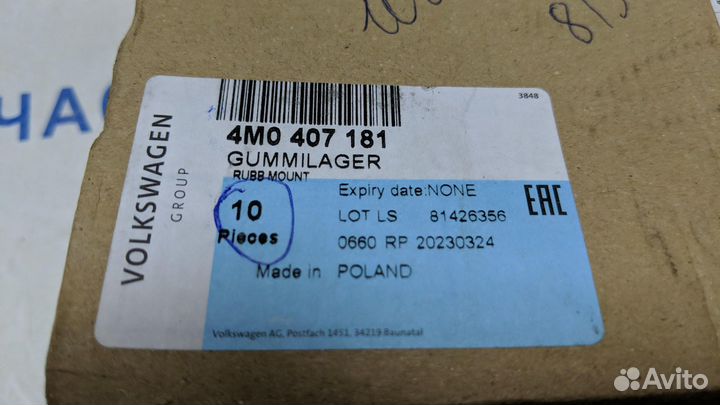 ЧАС
3848
VOLKSWAGEN
GROUP
4M0 407 181
GUMMILAGER
RUBB MOUNT
10
Pieces
Expiry date:NONE
LOT LS 81426356
0660 RP 20230324
Made in POLAND
EAC
Volkswagen AG, Postfach 1451, 34219 Baunatal
Avito